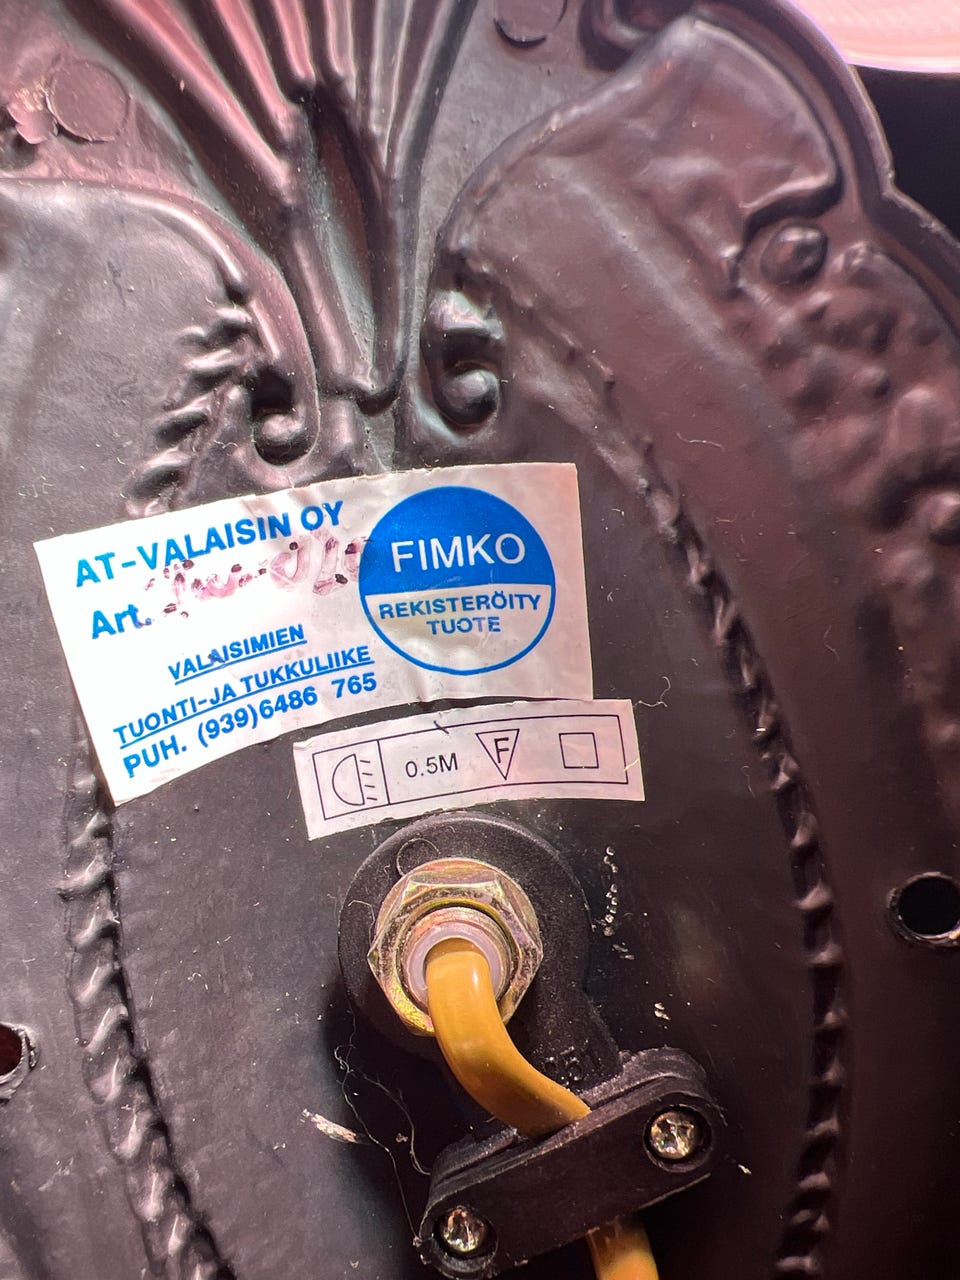 AT-VALAISIN OY
Art.
VALAISIMIEN
TUONTI-JA TUKKULIIKE
PUH. (939)6486 765
FIMKO
REKISTERÖITY
TUOTE
0.5M F